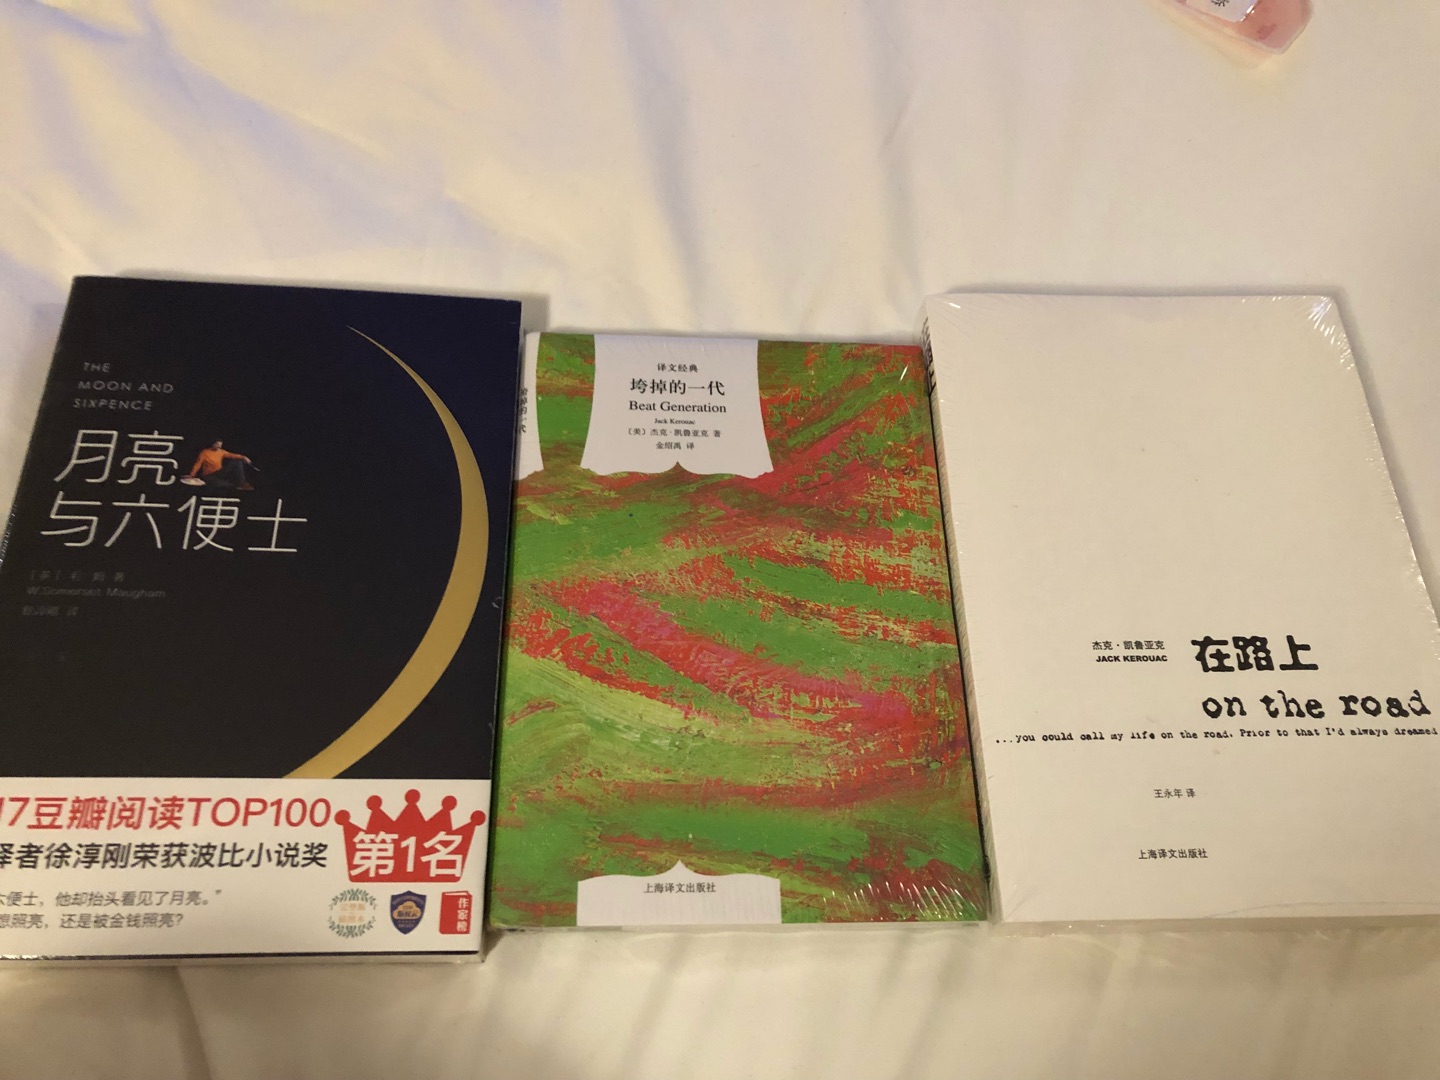 THE
MOON AND
SIXPENCE
月亮
与六便士
W.Somerset Maugham
17豆瓣阅读TOP100
第1名
译者徐淳刚荣获波比小说奖
六便士，他却抬头看见了月亮。”
想照亮，还是被金钱照亮？
作家榜
垮掉的一代
译文经典
垮掉的一代
Beat Generation
Jack Kerouac
〔美〕杰克·凯鲁亚克 著
金绍禹 译
上海译文出版社
杰克·凯鲁亚克
JACK KEROUAC
在路上
on the road
...you could call my life on the road. Prior to that I'd always dreamed
王永年 译
上海译文出版社